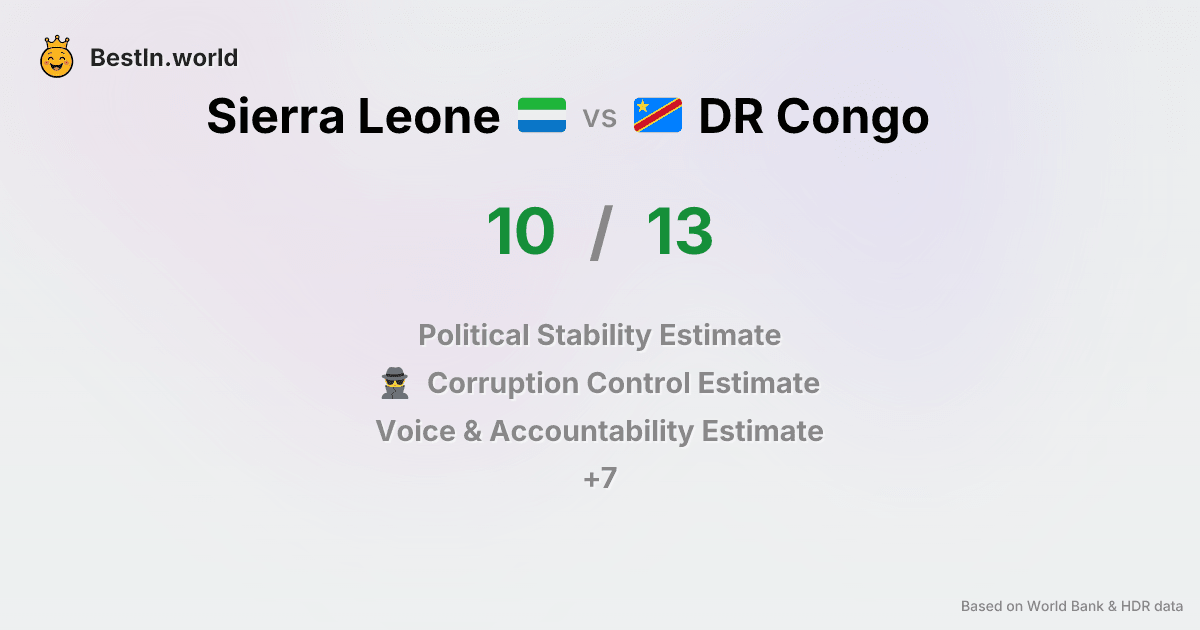 BestIn.world
Sierra Leone vs DR Congo
10 / 13
Political Stability Estimate
Corruption Control Estimate
Voice & Accountability Estimate
+7
Based on World Bank & HDR data